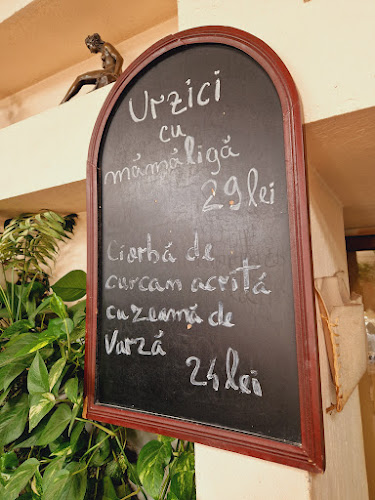 Urzici
cu
mămăligă
29 lei
Ciorbă de
curcan acrită
cu zeamă de
Varză
24 lei